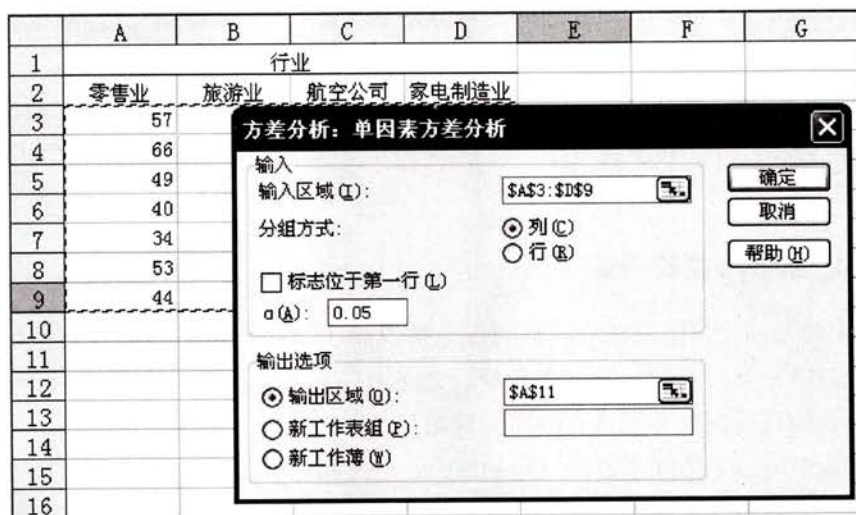 A B C D E F G
1 行业
2 零售业 旅游业 航空公司 家电制造业
3 57
4 66
5 49
6 40
7 34
8 53
9 44
10
11
12
13
14
15
16
方差分析：单因素方差分析
输入
输入区域(I): $A$3:$D$9
分组方式: 列(C)
行(R)
标志位于第一行(L)
α(A): 0.05
输出选项
输出区域(O): $A$11
新工作表组(P):
新工作薄(W)
确定
取消
帮助(H)